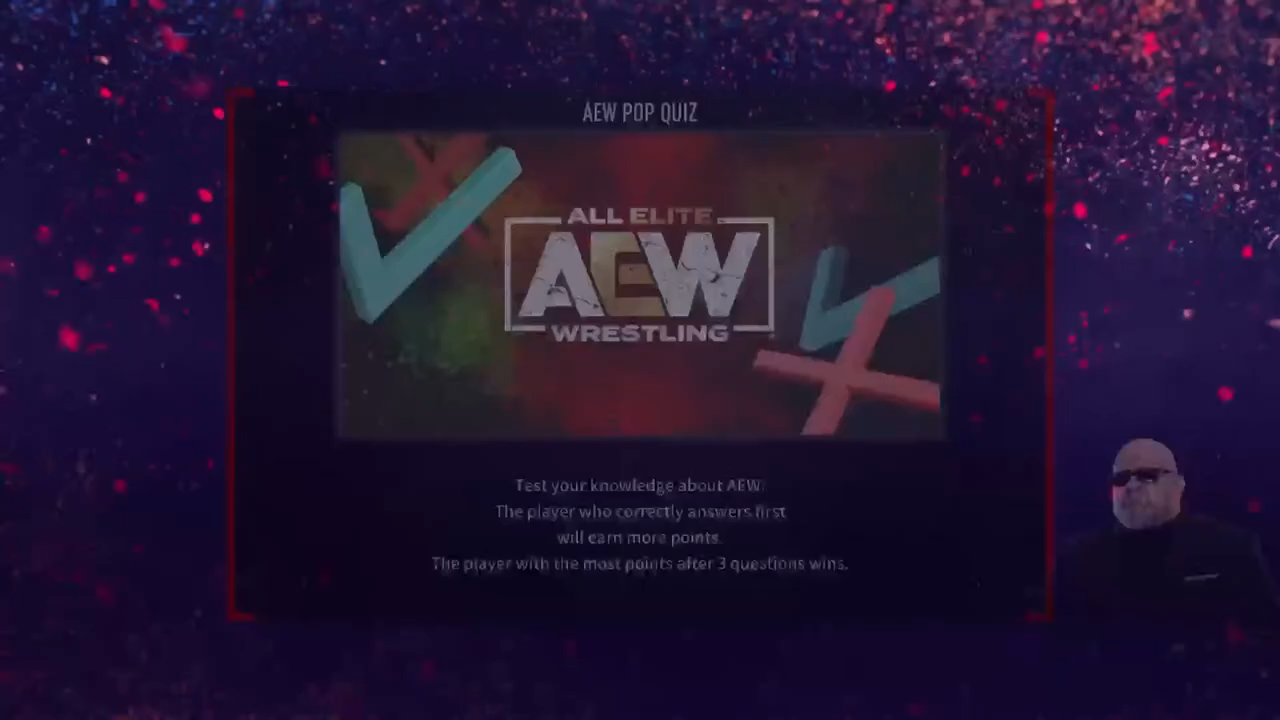 AEW POP QUIZ
ALL ELITE
AEW
WRESTLING
Test your knowledge about AEW.
The player who correctly answers first
will earn more points.
The player with the most points after 3 questions wins.